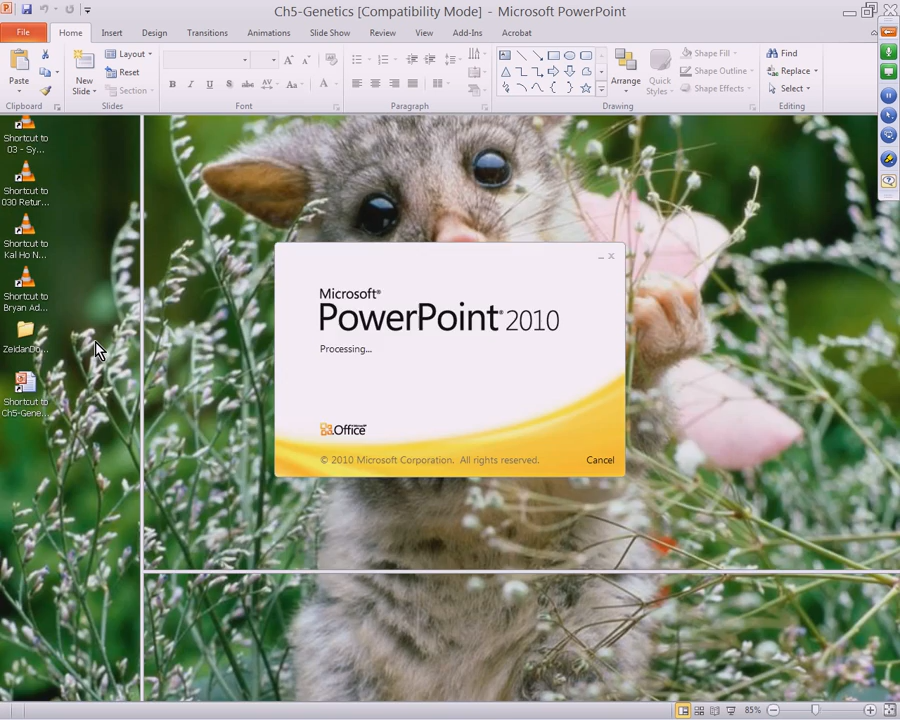 Ch5-Genetics [Compatibility Mode] - Microsoft PowerPoint
File Home Insert Design Transitions Animations Slide Show Review View Add-Ins Acrobat
Paste
New Slide
Layout
Reset
Section
B I U S abc AV Aa A
Arrange
Quick Styles
Shape Fill
Shape Outline
Shape Effects
Find
Replace
Select
Clipboard Slides Font Paragraph Drawing Editing
Shortcut to
03 - Sy...
Shortcut to
030 Retur...
Shortcut to
Kal Ho N...
Shortcut to
Bryan Ad...
ZeidanDo...
Shortcut to
Ch5-Gene...
Microsoft®
PowerPoint® 2010
Processing...
Microsoft®
Office
© 2010 Microsoft Corporation. All rights reserved.
Cancel
85%